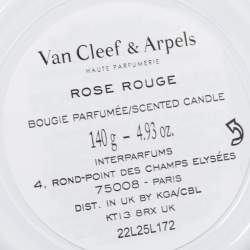 Van Cleef & Arpels
HAUTE PARFUMERIE
ROSE ROUGE
BOUGIE PARFUMÉE/SCENTED CANDLE
140 g – 4.93 oz.
INTERPARFUMS
4, ROND-POINT DES CHAMPS ELYSÉES
75008 - PARIS
DIST. IN UK BY KGA/CBL
KT13 8RX UK
22L25L172